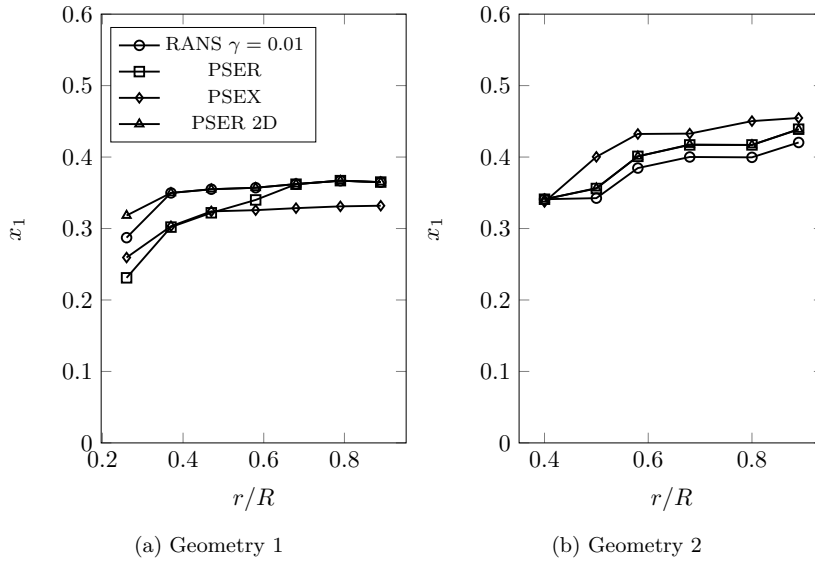 0.6
0.5
0.4
0.3
0.2
0.1
0
0.2
0.4
0.6
0.8
x₁
r/R
RANS γ = 0.01
PSER
PSEX
PSER 2D
(a) Geometry 1
0.6
0.5
0.4
0.3
0.2
0.1
0
0.4
0.6
0.8
x₁
r/R
(b) Geometry 2